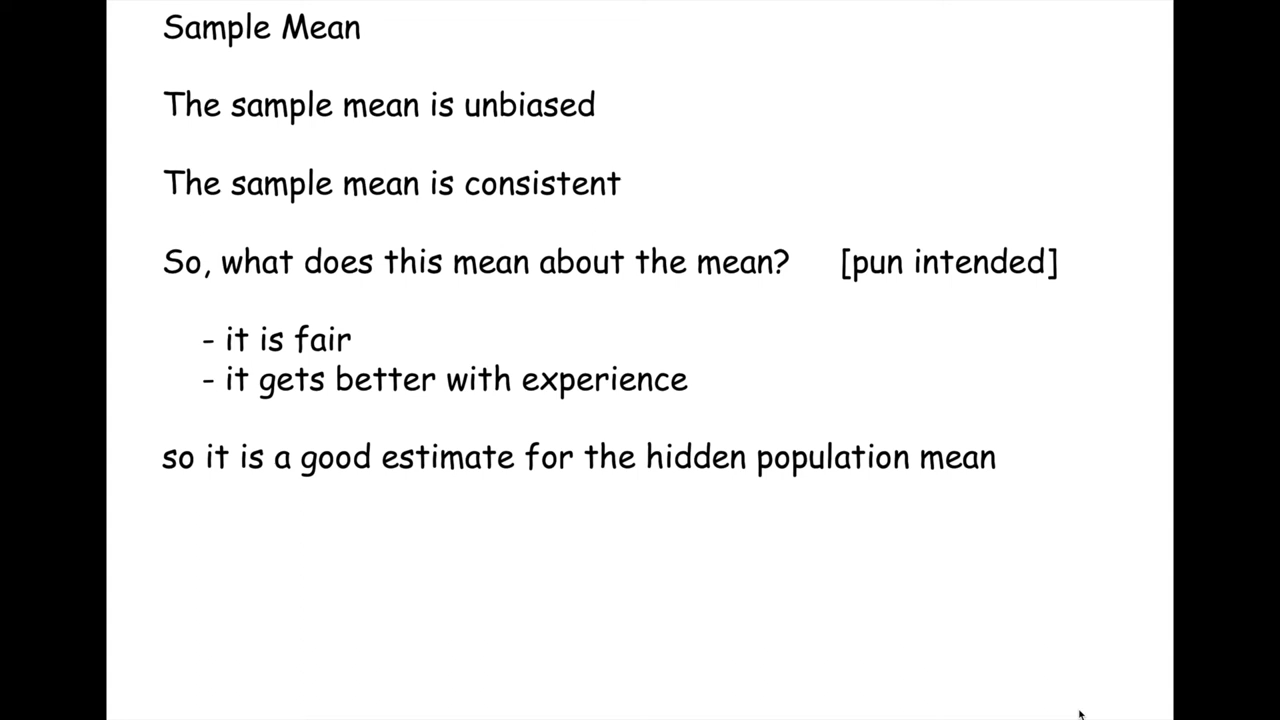 Sample Mean
The sample mean is unbiased
The sample mean is consistent
So, what does this mean about the mean? [pun intended]
- it is fair
- it gets better with experience
so it is a good estimate for the hidden population mean